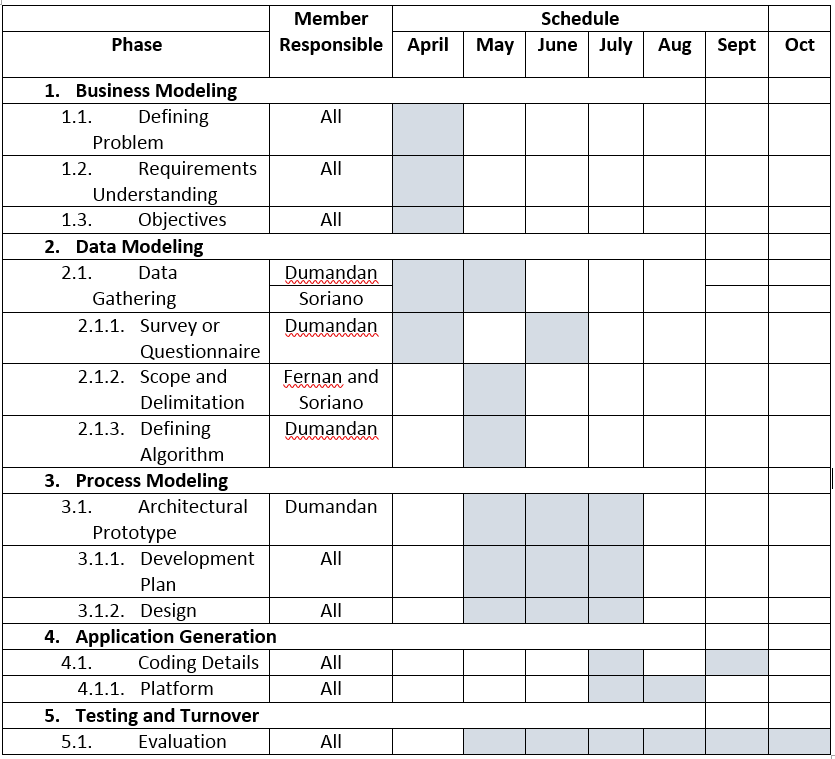 Member Responsible Schedule
Phase April May June July Aug Sept Oct
1. Business Modeling
1.1. Defining Problem All
1.2. Requirements Understanding All
1.3. Objectives All
2. Data Modeling
2.1. Data Gathering Dumandan Soriano
2.1.1. Survey or Questionnaire Dumandan
2.1.2. Scope and Delimitation Fernan and Soriano
2.1.3. Defining Algorithm Dumandan
3. Process Modeling
3.1. Architectural Prototype Dumandan
3.1.1. Development Plan All
3.1.2. Design All
4. Application Generation
4.1. Coding Details All
4.1.1. Platform All
5. Testing and Turnover
5.1. Evaluation All